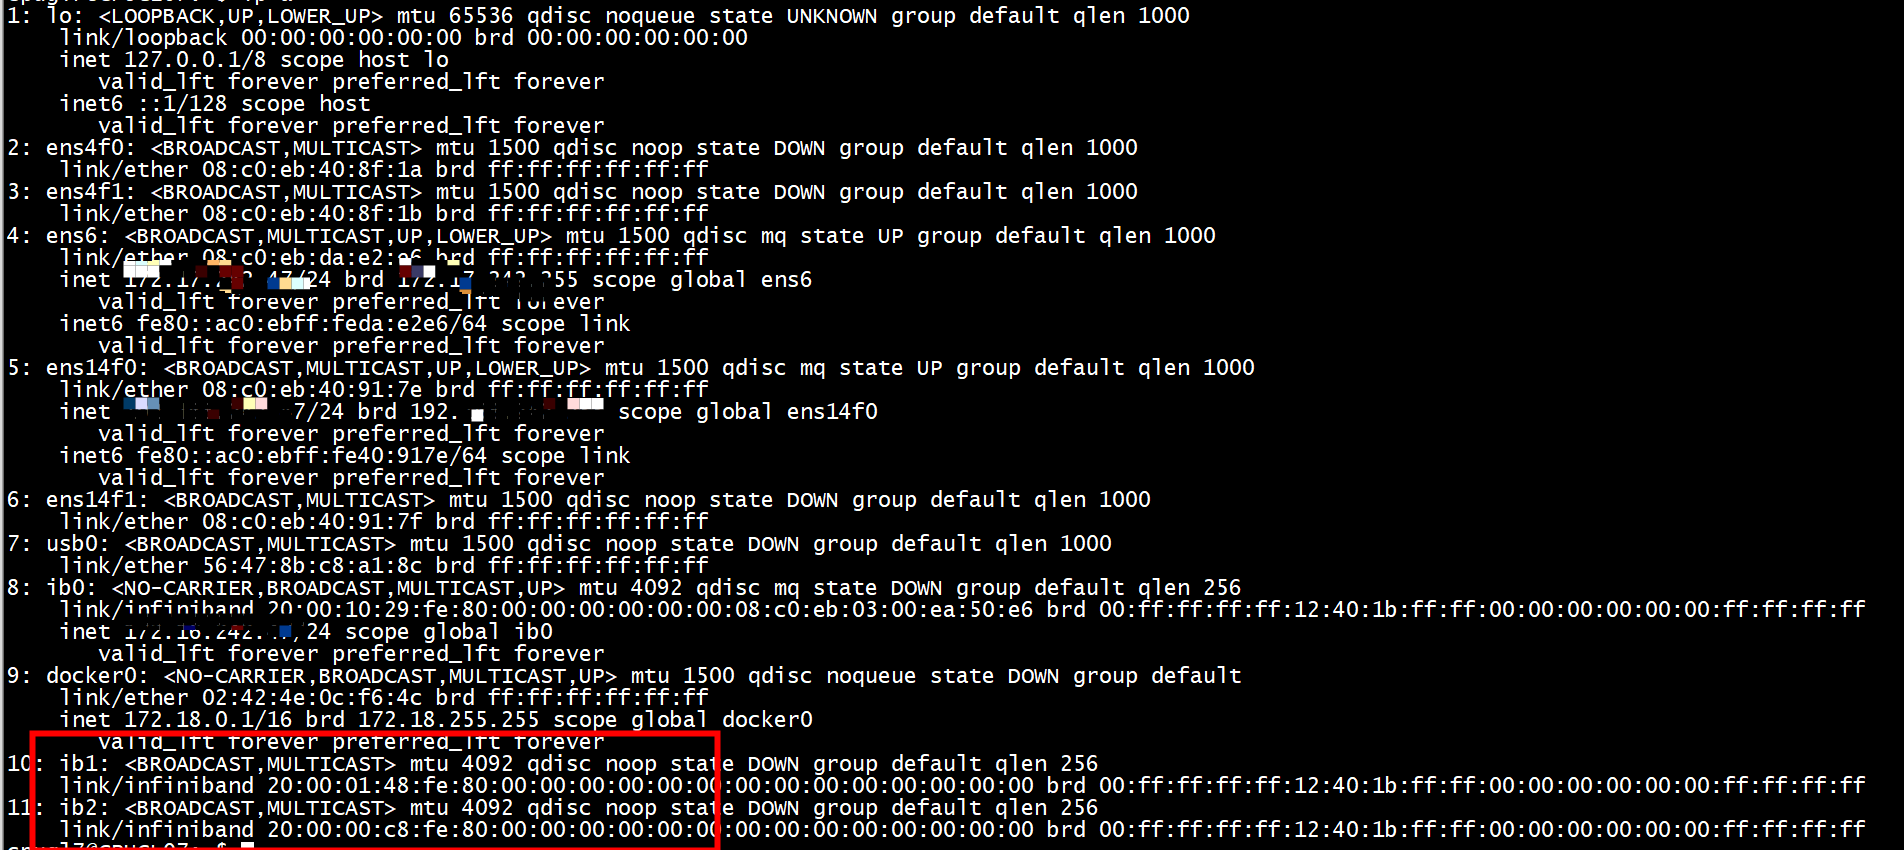 1: lo: <LOOPBACK,UP,LOWER_UP> mtu 65536 qdisc noqueue state UNKNOWN group default qlen 1000
link/loopback 00:00:00:00:00:00 brd 00:00:00:00:00:00
inet 127.0.0.1/8 scope host lo
valid_lft forever preferred_lft forever
inet6 ::1/128 scope host
valid_lft forever preferred_lft forever
2: ens4f0: <BROADCAST,MULTICAST> mtu 1500 qdisc noop state DOWN group default qlen 1000
link/ether 08:c0:eb:40:8f:1a brd ff:ff:ff:ff:ff:ff
3: ens4f1: <BROADCAST,MULTICAST> mtu 1500 qdisc noop state DOWN group default qlen 1000
link/ether 08:c0:eb:40:8f:1b brd ff:ff:ff:ff:ff:ff
4: ens6: <BROADCAST,MULTICAST,UP,LOWER_UP> mtu 1500 qdisc mq state UP group default qlen 1000
link/ether 08:c0:eb:da:e2:e6 brd ff:ff:ff:ff:ff:ff
inet /24 brd scope global ens6
valid_lft forever preferred_lft forever
inet6 fe80::ac0:ebff:feda:e2e6/64 scope link
valid_lft forever preferred_lft forever
5: ens14f0: <BROADCAST,MULTICAST,UP,LOWER_UP> mtu 1500 qdisc mq state UP group default qlen 1000
link/ether 08:c0:eb:40:91:7e brd ff:ff:ff:ff:ff:ff
inet 7/24 brd 192. scope global ens14f0
valid_lft forever preferred_lft forever
inet6 fe80::ac0:ebff:fe40:917e/64 scope link
valid_lft forever preferred_lft forever
6: ens14f1: <BROADCAST,MULTICAST> mtu 1500 qdisc noop state DOWN group default qlen 1000
link/ether 08:c0:eb:40:91:7f brd ff:ff:ff:ff:ff:ff
7: usb0: <BROADCAST,MULTICAST> mtu 1500 qdisc noop state DOWN group default qlen 1000
link/ether 56:47:8b:c8:a1:8c brd ff:ff:ff:ff:ff:ff
8: ib0: <NO-CARRIER,BROADCAST,MULTICAST,UP> mtu 4092 qdisc mq state DOWN group default qlen 256
link/infiniband 20:00:10:29:fe:80:00:00:00:00:00:00:08:c0:eb:03:00:ea:50:e6 brd 00:ff:ff:ff:ff:12:40:1b:ff:ff:00:00:00:00:00:00:ff:ff:ff:ff
inet /24 scope global ib0
valid_lft forever preferred_lft forever
9: docker0: <NO-CARRIER,BROADCAST,MULTICAST,UP> mtu 1500 qdisc noqueue state DOWN group default
link/ether 02:42:4e:0c:f6:4c brd ff:ff:ff:ff:ff:ff
inet 172.18.0.1/16 brd 172.18.255.255 scope global docker0
valid_lft forever preferred_lft forever
10: ib1: <BROADCAST,MULTICAST> mtu 4092 qdisc noop state DOWN group default qlen 256
link/infiniband 20:00:01:48:fe:80:00:00:00:00:00:00:00:00:00:00:00:00:00:00 brd 00:ff:ff:ff:ff:12:40:1b:ff:ff:00:00:00:00:00:00:ff:ff:ff:ff
11: ib2: <BROADCAST,MULTICAST> mtu 4092 qdisc noop state DOWN group default qlen 256
link/infiniband 20:00:00:c8:fe:80:00:00:00:00:00:00:00:00:00:00:00:00:00:00 brd 00:ff:ff:ff:ff:12:40:1b:ff:ff:00:00:00:00:00:00:ff:ff:ff:ff